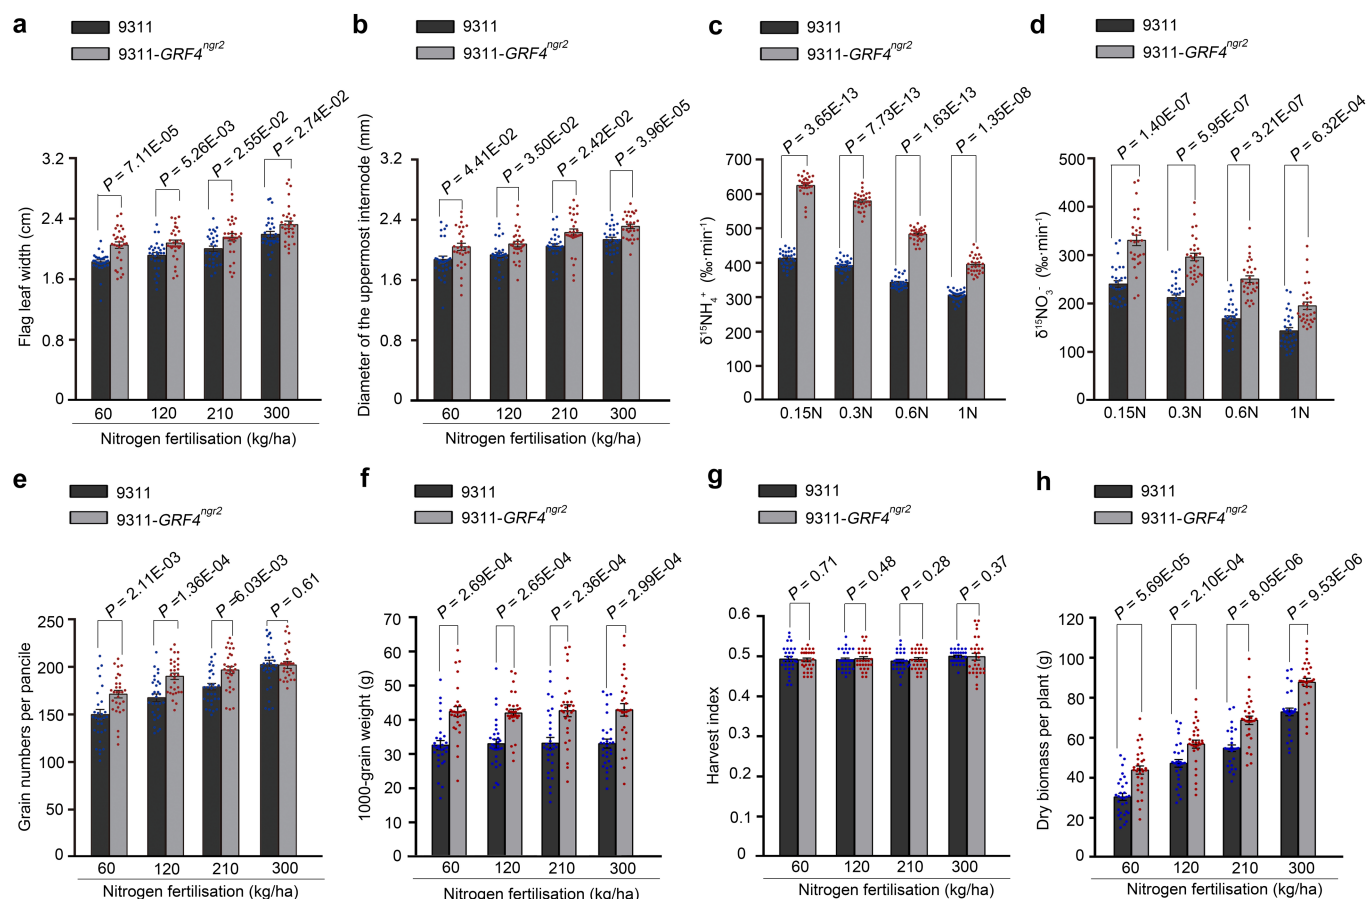 a
9311
9311-GRF4ngr2
P = 7.11E-05
P = 5.26E-03
P = 2.55E-02
P = 2.74E-02
Flag leaf width (cm)
3.2
2.4
1.6
0.8
0
60 120 210 300
Nitrogen fertilisation (kg/ha)
b
9311
9311-GRF4ngr2
P = 4.41E-02
P = 3.50E-02
P = 2.42E-02
P = 3.96E-05
Diameter of the uppermost internode (mm)
3.2
2.4
1.6
0.8
0
60 120 210 300
Nitrogen fertilisation (kg/ha)
c
9311
9311-GRF4ngr2
P = 3.65E-13
P = 7.73E-13
P = 1.63E-13
P = 1.35E-08
δ¹⁵NH₄⁺ (‰·min⁻¹)
700
600
500
400
300
200
100
0
0.15N 0.3N 0.6N 1N
d
9311
9311-GRF4ngr2
P = 1.40E-07
P = 5.95E-07
P = 3.21E-07
P = 6.32E-04
δ¹⁵NO₃⁻ (‰·min⁻¹)
500
400
300
200
100
0
0.15N 0.3N 0.6N 1N
e
9311
9311-GRF4ngr2
P = 2.11E-03
P =1.36E-04
P =6.03E-03
P = 0.61
Grain numbers per pancile
250
200
150
100
50
0
60 120 210 300
Nitrogen fertilisation (kg/ha)
f
9311
9311-GRF4ngr2
P = 2.69E-04
P = 2.65E-04
P = 2.36E-04
P = 2.99E-04
1000-grain weight (g)
70
60
50
40
30
20
10
0
60 120 210 300
Nitrogen fertilisation (kg/ha)
g
9311
9311-GRF4ngr2
P = 0.71
P = 0.48
P = 0.28
P = 0.37
Harvest index
0.6
0.5
0.4
0.3
0.2
0.1
0
60 120 210 300
Nitrogen fertilisation (kg/ha)
h
9311
9311-GRF4ngr2
P = 5.69E-05
P = 2.10E-04
P = 8.05E-06
P = 9.53E-06
Dry biomass per plant (g)
120
100
80
60
40
20
0
60 120 210 300
Nitrogen fertilisation (kg/ha)